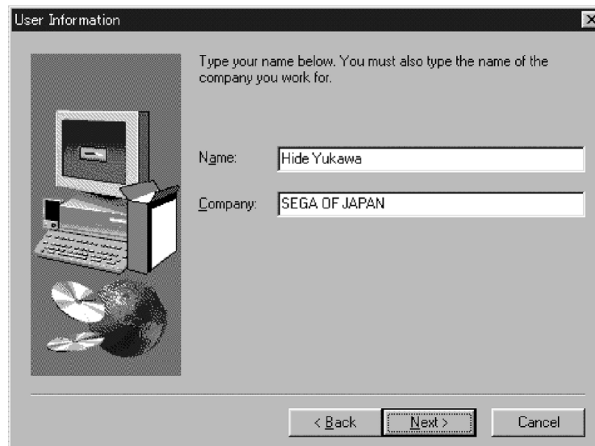 User Information
Type your name below. You must also type the name of the
company you work for.
Name: Hide Yukawa
Company: SEGA OF JAPAN
< Back Next > Cancel